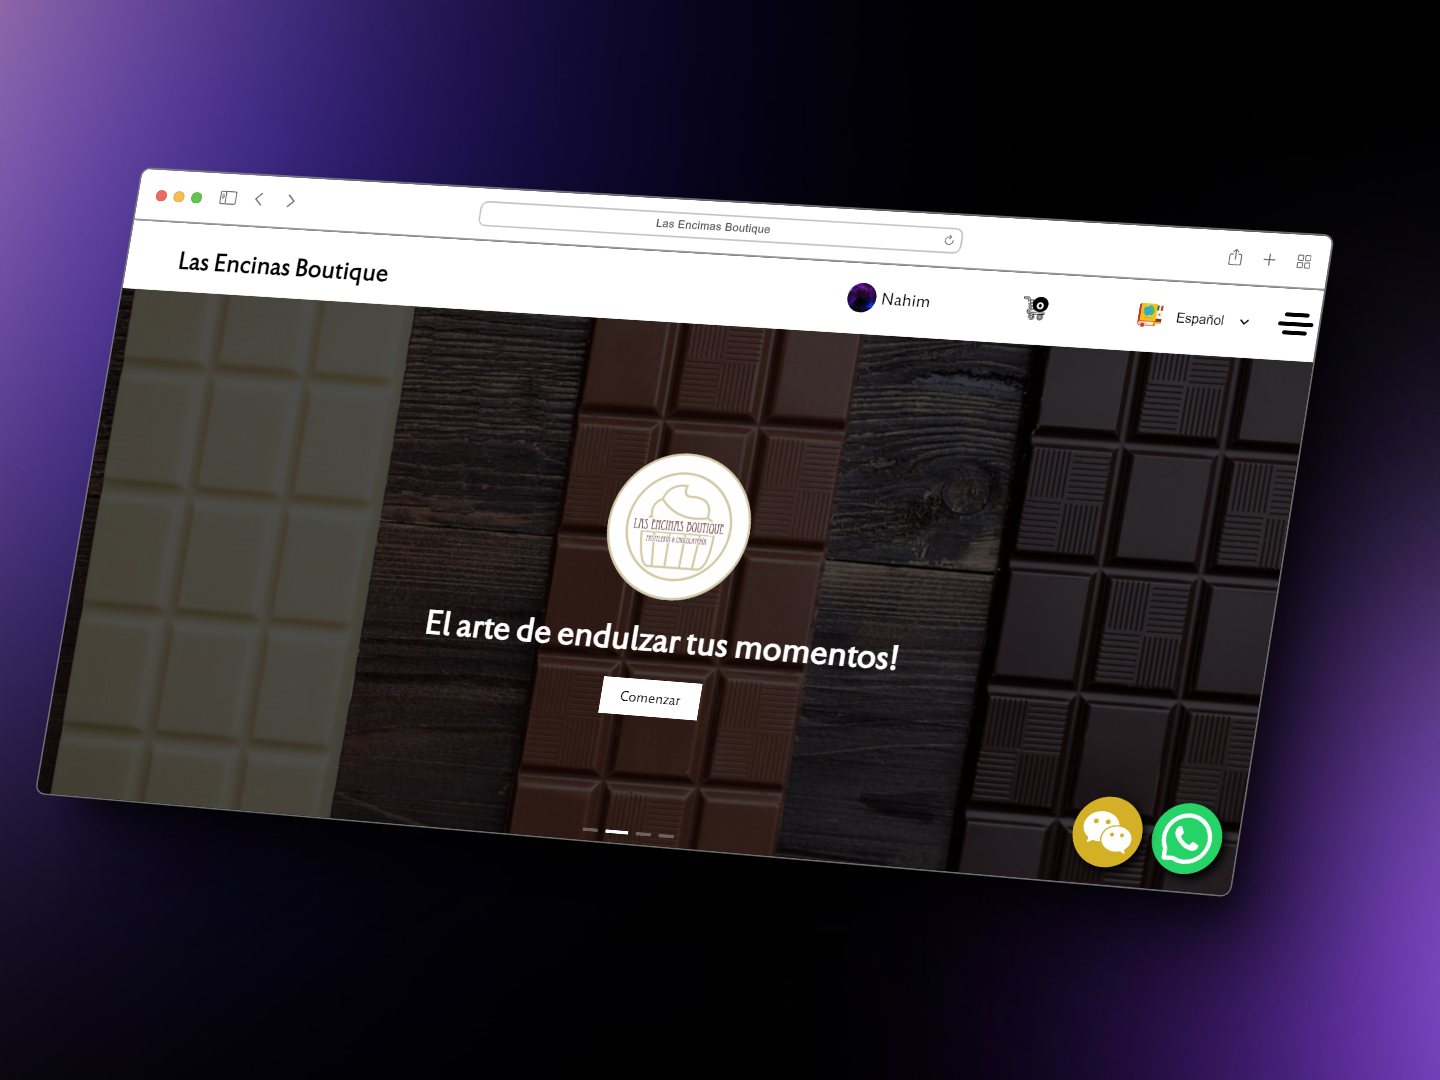 Las Encimas Boutique
Las Encinas Boutique
Nahim
0
Español
LAS ENCINAS BOUTIQUE
PASTELERÍA & CHOCOLATERÍA
El arte de endulzar tus momentos!
Comenzar